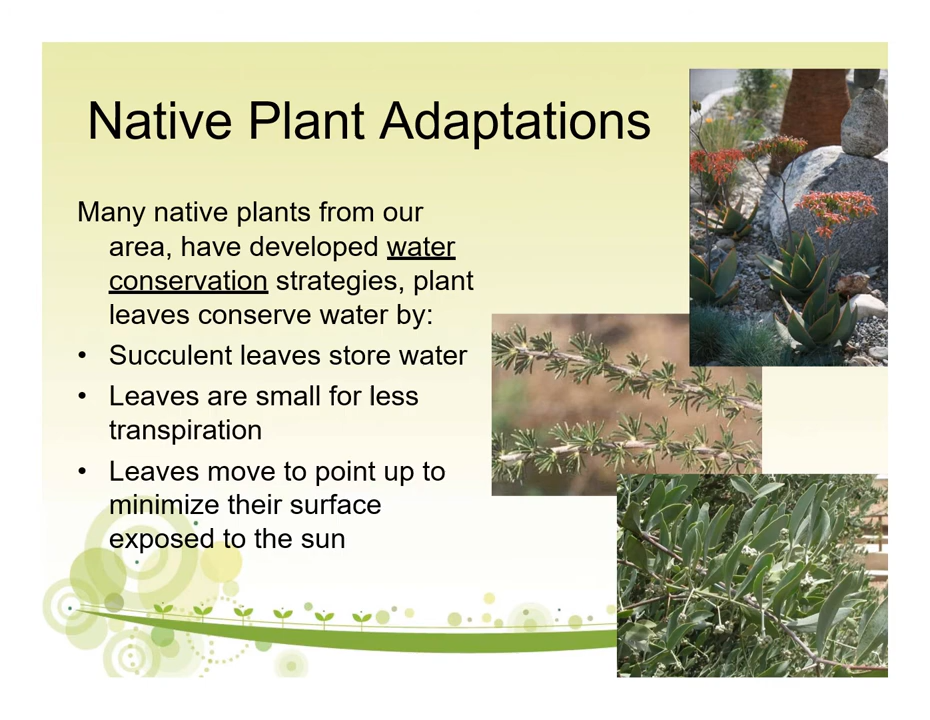 Native Plant Adaptations
Many native plants from our
area, have developed water
conservation strategies, plant
leaves conserve water by:
• Succulent leaves store water
• Leaves are small for less
transpiration
• Leaves move to point up to
minimize their surface
exposed to the sun